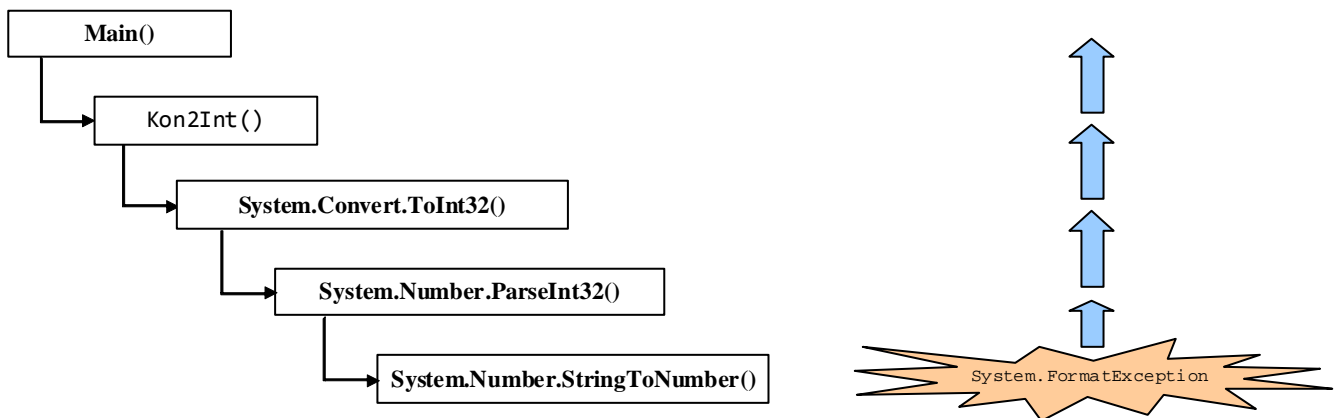 Main()
Kon2Int()
System.Convert.ToInt32()
System.Number.ParseInt32()
System.Number.StringToNumber()
System.FormatException